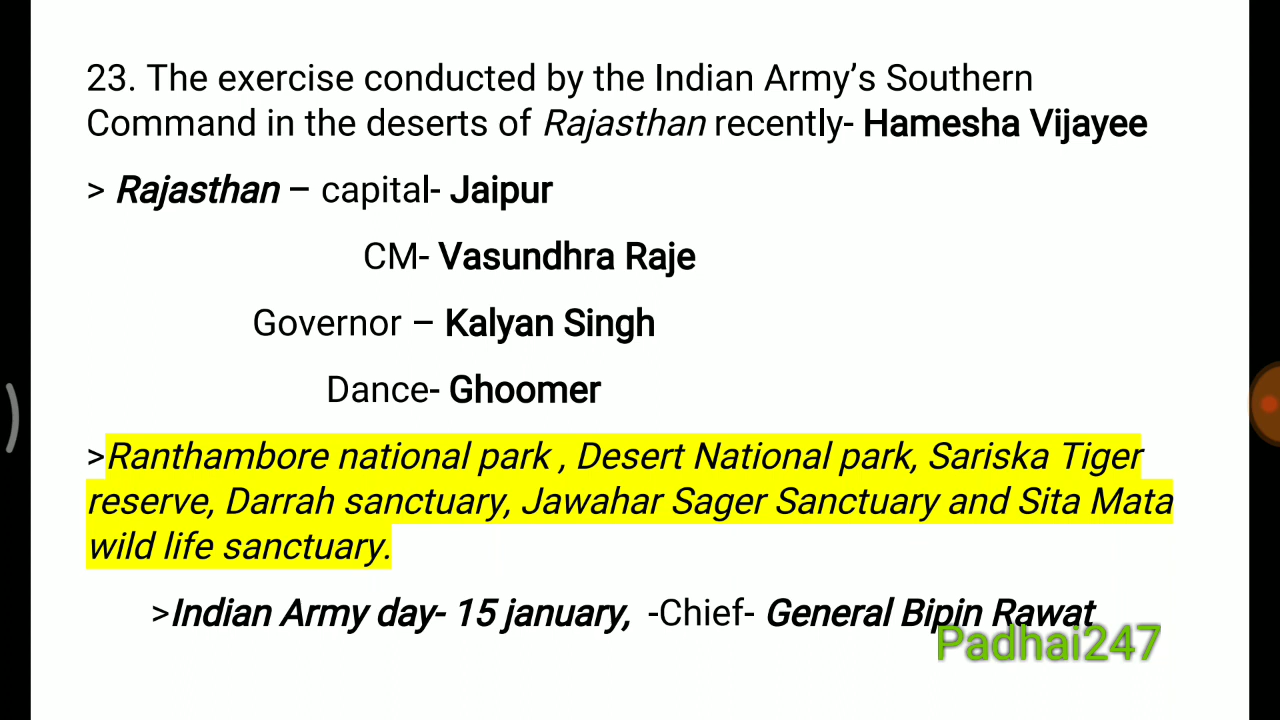 23. The exercise conducted by the Indian Army’s Southern
Command in the deserts of Rajasthan recently- Hamesha Vijayee
> Rajasthan – capital- Jaipur
CM- Vasundhra Raje
Governor – Kalyan Singh
Dance- Ghoomer
>Ranthambore national park , Desert National park, Sariska Tiger
reserve, Darrah sanctuary, Jawahar Sager Sanctuary and Sita Mata
wild life sanctuary.
>Indian Army day- 15 january, -Chief- General Bipin Rawat
Padhai247